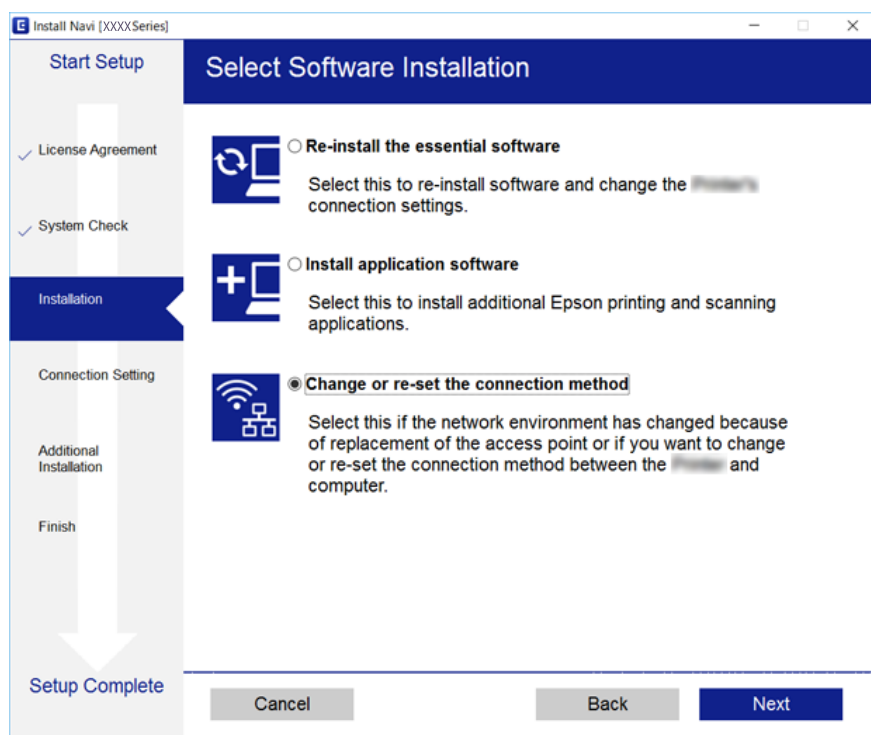 Install Navi [XXXX Series]
Start Setup
License Agreement
System Check
Installation
Connection Setting
Additional
Installation
Finish
Setup Complete
Select Software Installation
Re-install the essential software
Select this to re-install software and change the
connection settings.
Install application software
Select this to install additional Epson printing and scanning
applications.
Change or re-set the connection method
Select this if the network environment has changed because
of replacement of the access point or if you want to change
or re-set the connection method between the and
computer.
Cancel
Back
Next